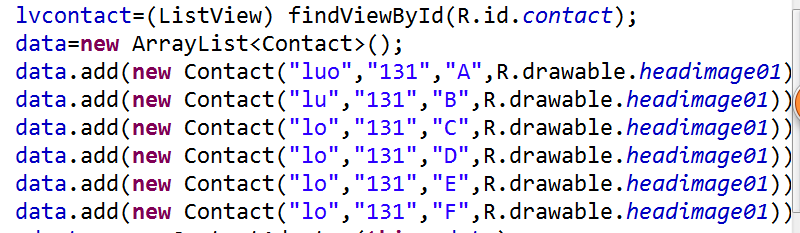 lvcontact=(ListView) findViewById(R.id.contact);
data=new ArrayList<Contact>();
data.add(new Contact("luo","131","A",R.drawable.headimage01)
data.add(new Contact("lu","131","B",R.drawable.headimage01))
data.add(new Contact("lo","131","C",R.drawable.headimage01))
data.add(new Contact("lo","131","D",R.drawable.headimage01))
data.add(new Contact("lo","131","E",R.drawable.headimage01))
data.add(new Contact("lo","131","F",R.drawable.headimage01))